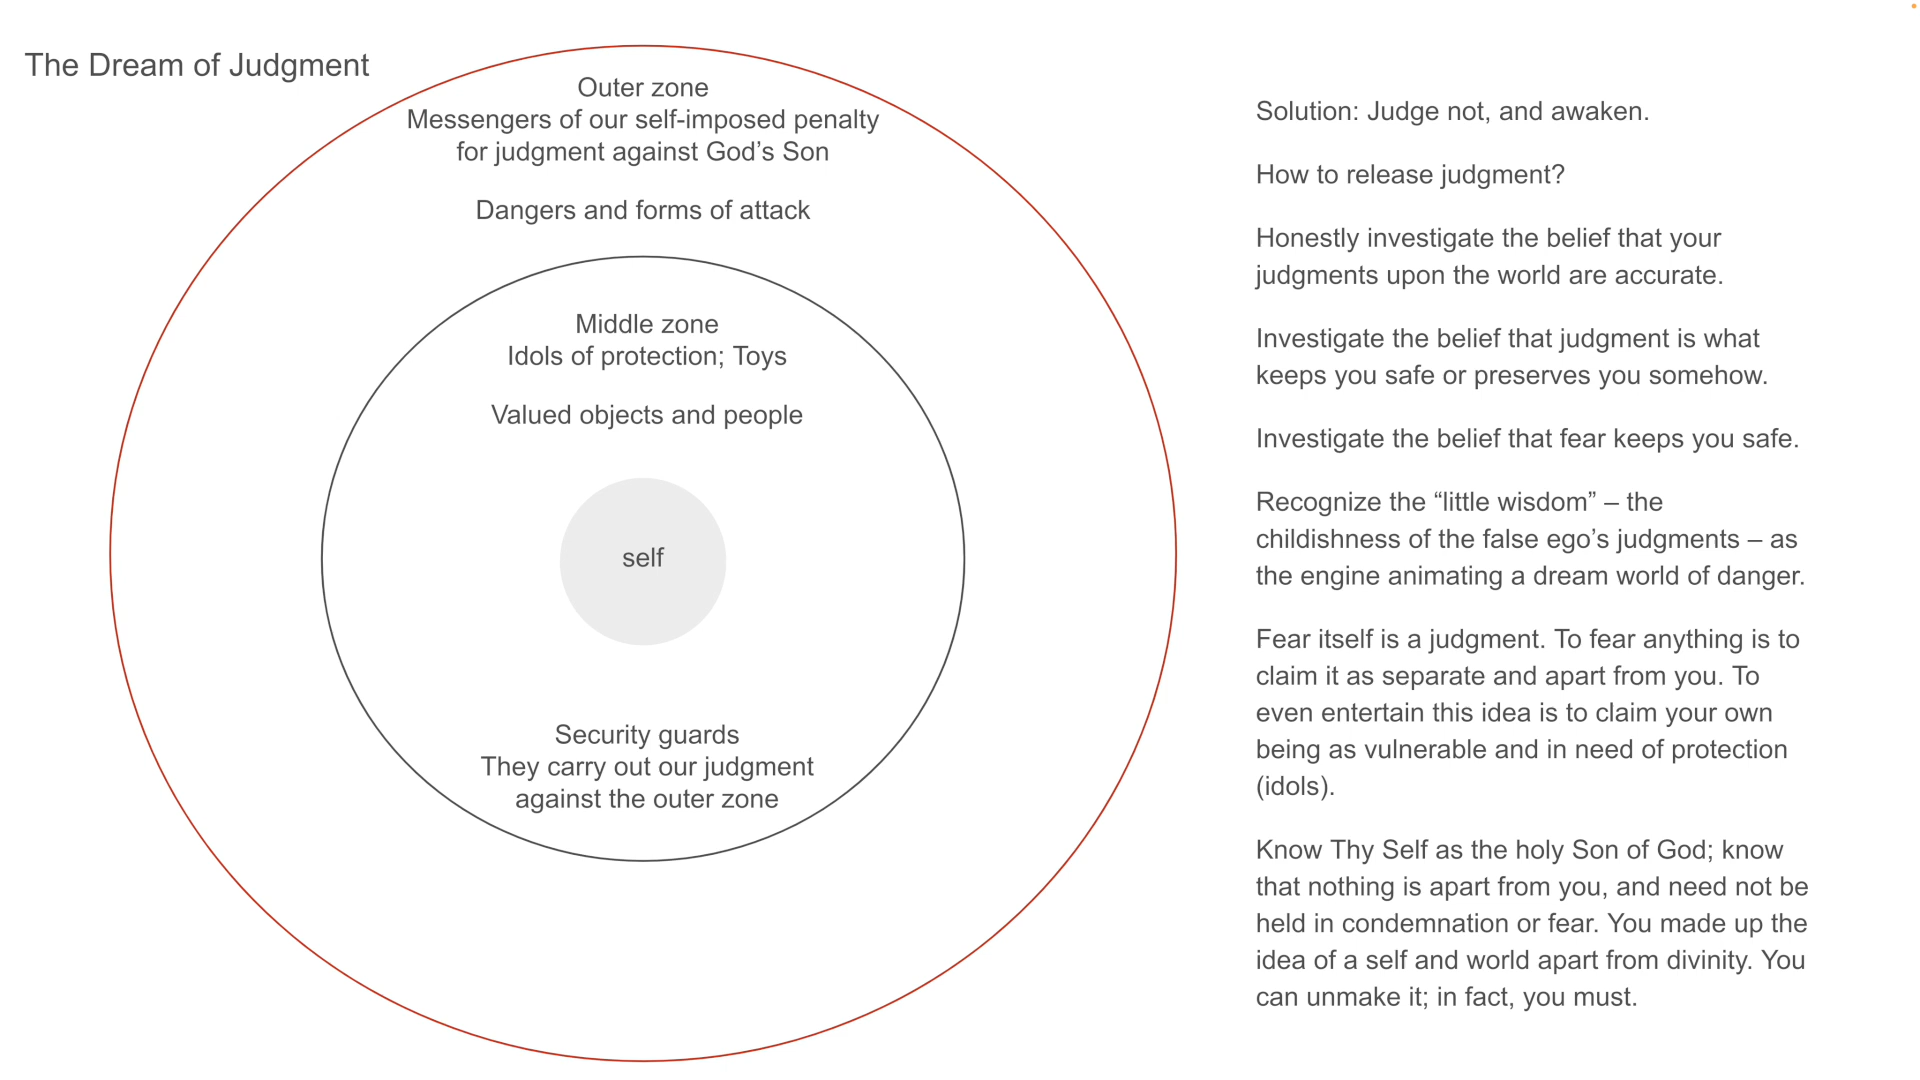 The Dream of Judgment
Outer zone
Messengers of our self-imposed penalty
for judgment against God’s Son
Dangers and forms of attack
Middle zone
Idols of protection; Toys
Valued objects and people
self
Security guards
They carry out our judgment
against the outer zone
Solution: Judge not, and awaken.
How to release judgment?
Honestly investigate the belief that your
judgments upon the world are accurate.
Investigate the belief that judgment is what
keeps you safe or preserves you somehow.
Investigate the belief that fear keeps you safe.
Recognize the “little wisdom” – the
childishness of the false ego’s judgments – as
the engine animating a dream world of danger.
Fear itself is a judgment. To fear anything is to
claim it as separate and apart from you. To
even entertain this idea is to claim your own
being as vulnerable and in need of protection
(idols).
Know Thy Self as the holy Son of God; know
that nothing is apart from you, and need not be
held in condemnation or fear. You made up the
idea of a self and world apart from divinity. You
can unmake it; in fact, you must.